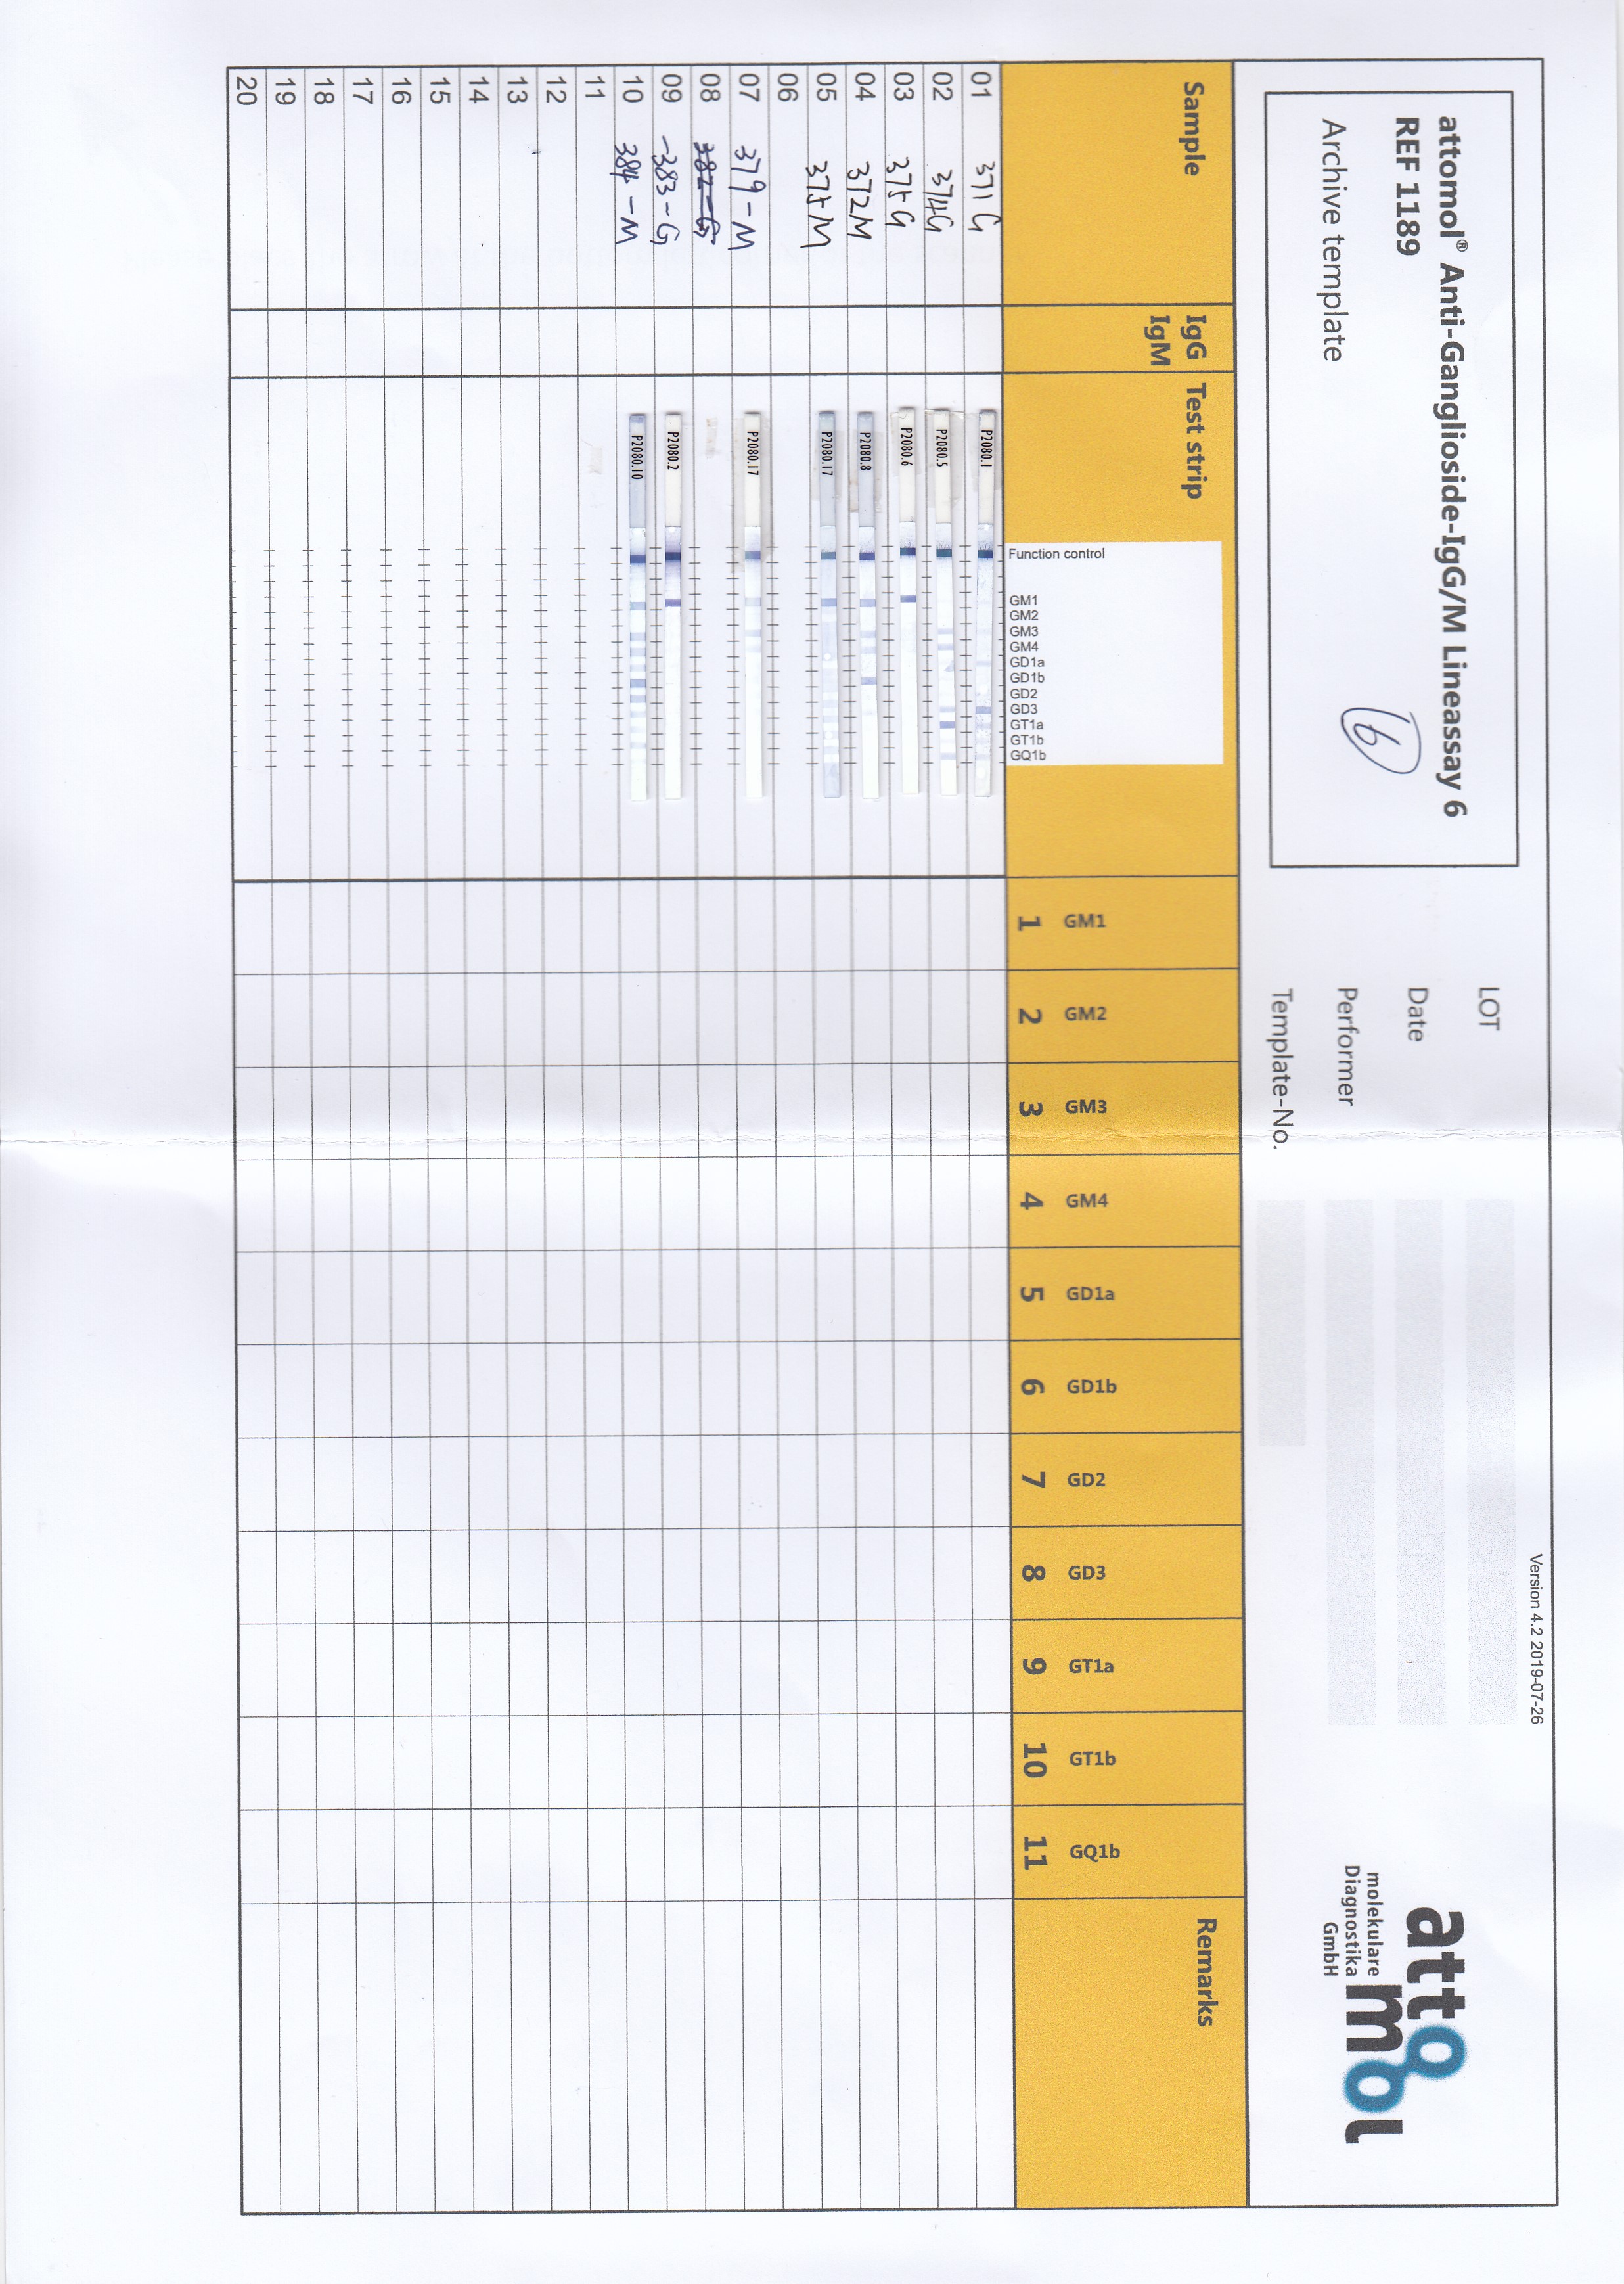 Version 4.2 2019-07-26
attomol® Anti-Ganglioside-IgG/M Lineassay 6
REF 1189
6
Archive template
LOT
Date
Performer
Template-No.
atto
mol
molekulare
Diagnostika
GmbH
Sample
IgG
IgM
Test strip
Function control
GM1
GM2
GM3
GM4
GD1a
GD1b
GD2
GD3
GT1a
GT1b
GQ1b
GM1
1
GM2
2
GM3
3
GM4
4
GD1a
5
GD1b
6
GD2
7
GD3
8
GT1a
9
GT1b
10
GQ1b
11
Remarks
01 371 G P2080.1
02 374G P2080.5
03 375G P2080.6
04 372M P2080.8
05 375M P2080.17
06
07 379-M P2080.17
08 382-G
09 -383-G P2080.2
10 384-M P2080.10
11
12
13
14
15
16
17
18
19
20